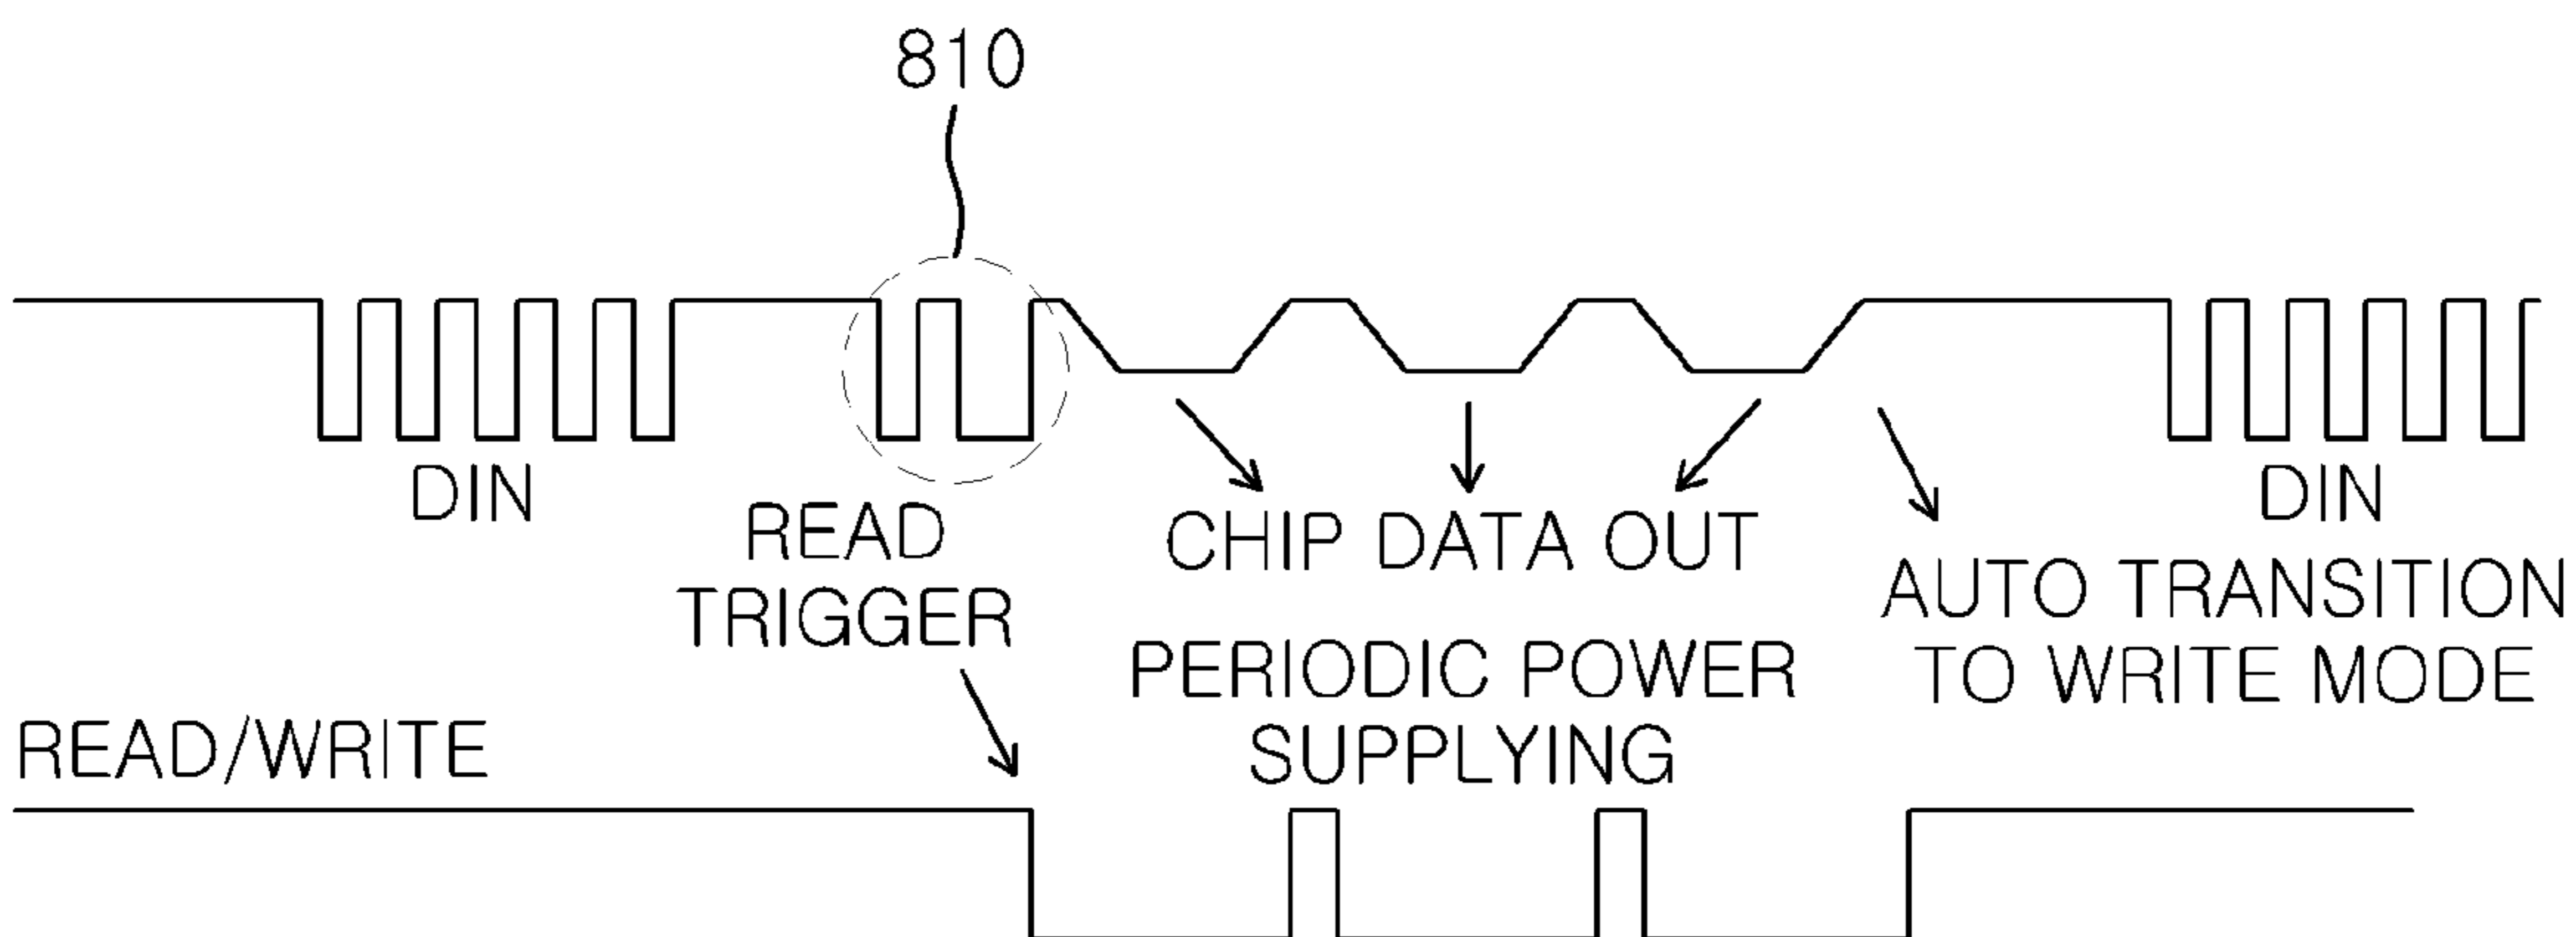 810
DIN
READ
TRIGGER
CHIP DATA OUT
PERIODIC POWER
SUPPLYING
DIN
AUTO TRANSITION
TO WRITE MODE
READ/WRITE